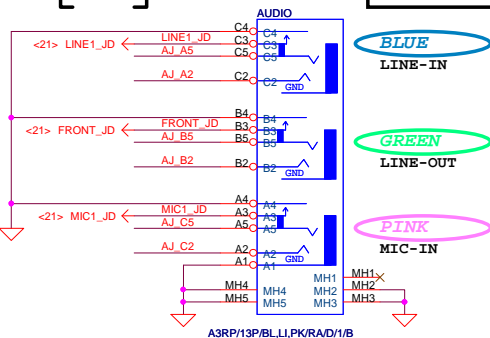 AUDIO
C4 C4
<21> LINE1_JD LINE1_JD C3 C3
AJ_A5 C5 C5
AJ_A2 C2 C2
GND
BLUE
LINE-IN
B4 B4
<21> FRONT_JD FRONT_JD B3 B3
AJ_B5 B5 B5
AJ_B2 B2 B2
GND
GREEN
LINE-OUT
A4 A4
<21> MIC1_JD MIC1_JD A3 A3
AJ_C5 A5 A5
AJ_C2 A2 A2
GND
A1 A1
PINK
MIC-IN
MH1 MH1
MH4 MH4 MH2 MH2
MH5 MH5 MH3 MH3
A3RP/13P/BL,LI,PK/RA/D/1/B